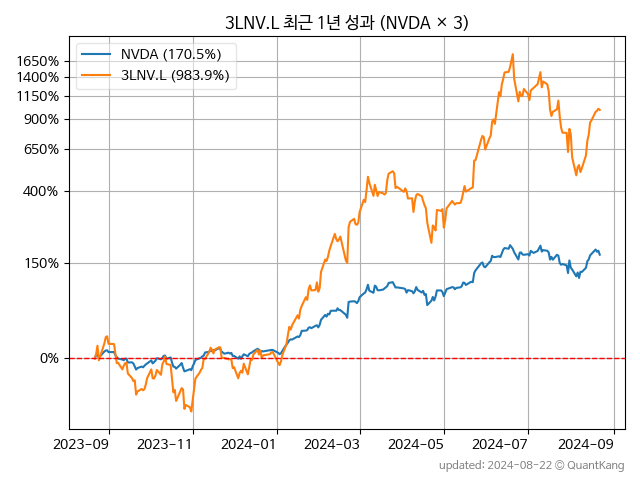 3LNV.L 최근 1년 성과 (NVDA × 3)
NVDA (170.5%)
3LNV.L (983.9%)
1650%
1400%
1150%
900%
650%
400%
150%
0%
2023-09 2023-11 2024-01 2024-03 2024-05 2024-07 2024-09
updated: 2024-08-22 © QuantKang